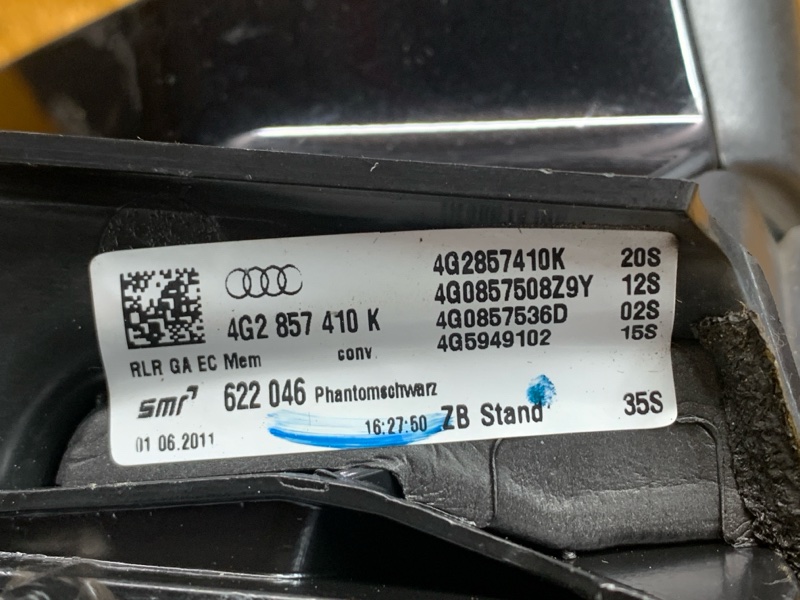 4G2 857 410 K
RLR GA EC Mem conv.
smr 622 046 Phantomschwarz
01 06.2011 16:27:50 ZB Stand 35S
4G2857410K 20S
4G0857508Z9Y 12S
4G0857536D 02S
4G5949102 15S